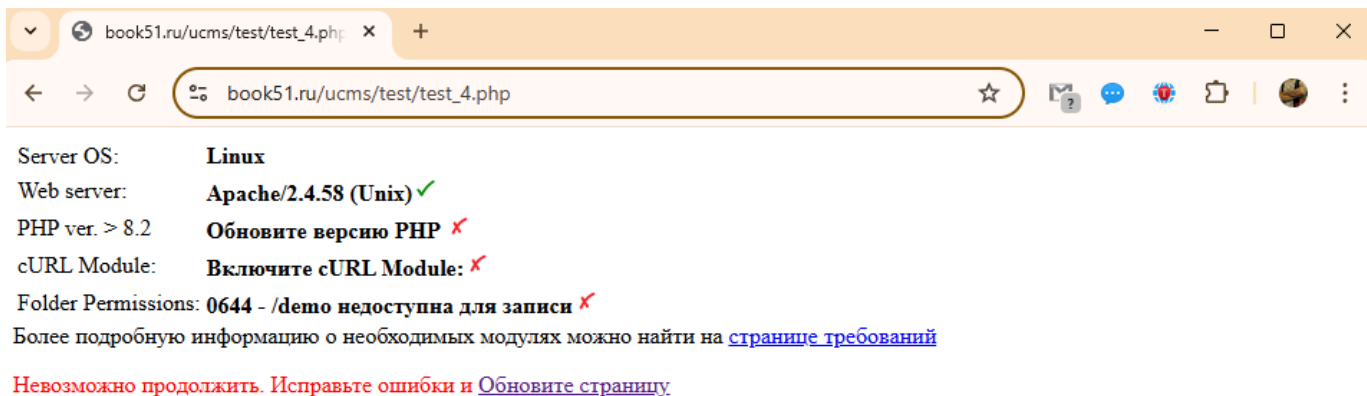 book51.ru/ucms/test/test_4.php
book51.ru/ucms/test/test_4.php
Server OS: Linux
Web server: Apache/2.4.58 (Unix)
PHP ver. > 8.2 Обновите версию PHP
cURL Module: Включите cURL Module:
Folder Permissions: 0644 - /demo недоступна для записи
Более подробную информацию о необходимых модулях можно найти на странице требований
Невозможно продолжить. Исправьте ошибки и Обновите страницу